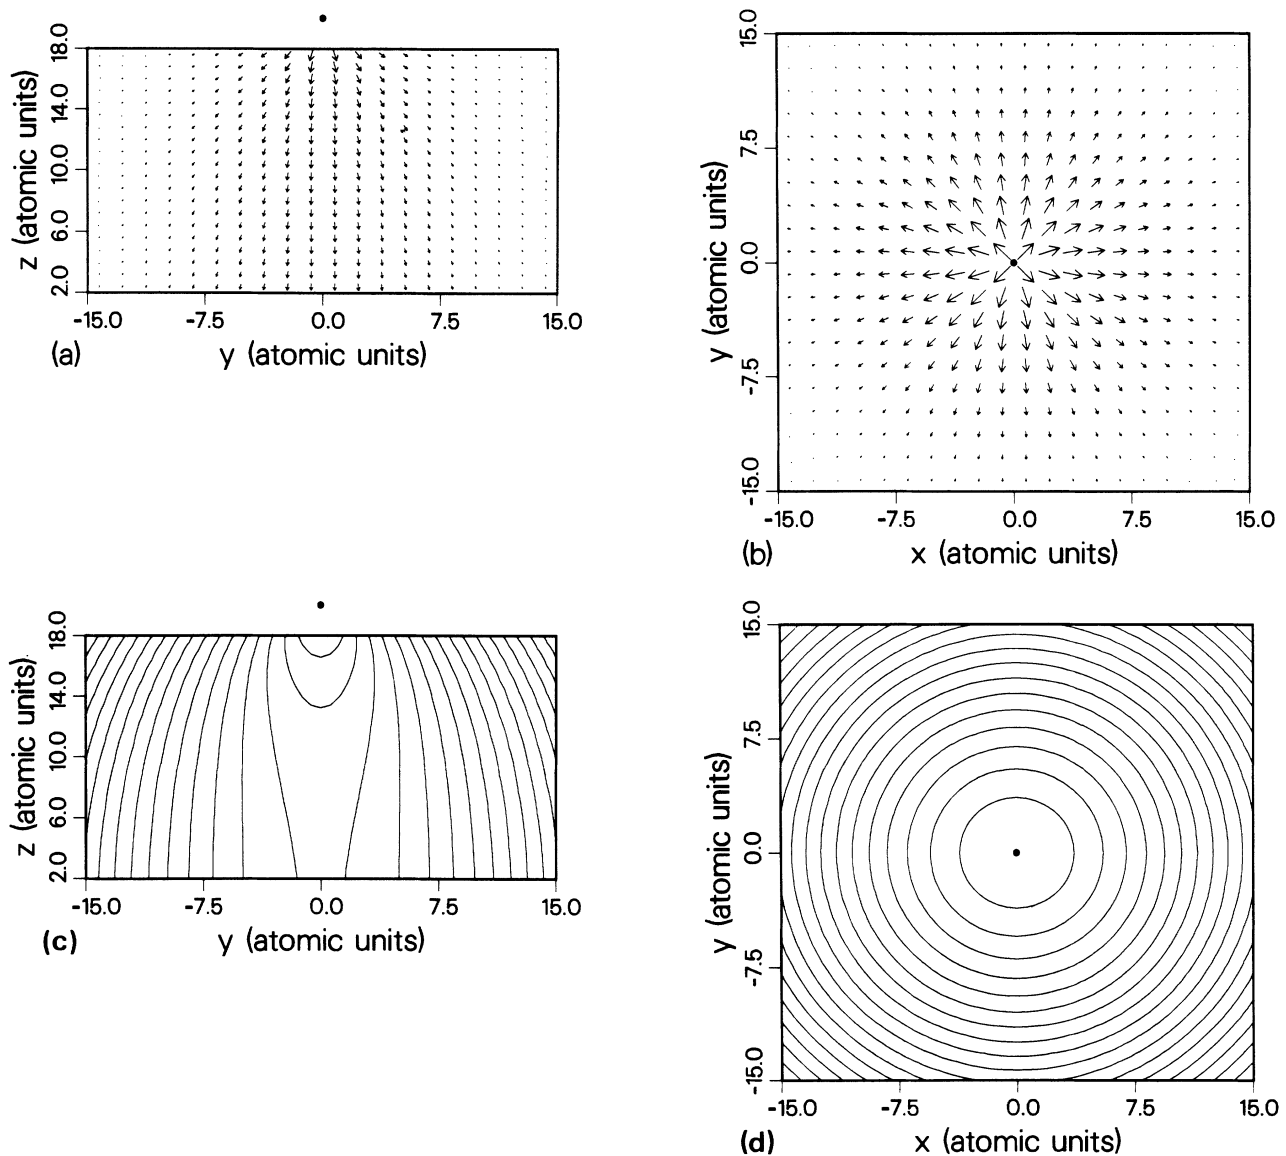 18.0
14.0
10.0
6.0
2.0
z (atomic units)
-15.0 -7.5 0.0 7.5 15.0
(a) y (atomic units)
15.0
7.5
0.0
-7.5
-15.0
y (atomic units)
-15.0 -7.5 0.0 7.5 15.0
(b) x (atomic units)
18.0
14.0
10.0
6.0
2.0
z (atomic units)
-15.0 -7.5 0.0 7.5 15.0
(c) y (atomic units)
15.0
7.5
0.0
-7.5
-15.0
y (atomic units)
-15.0 -7.5 0.0 7.5 15.0
(d) x (atomic units)